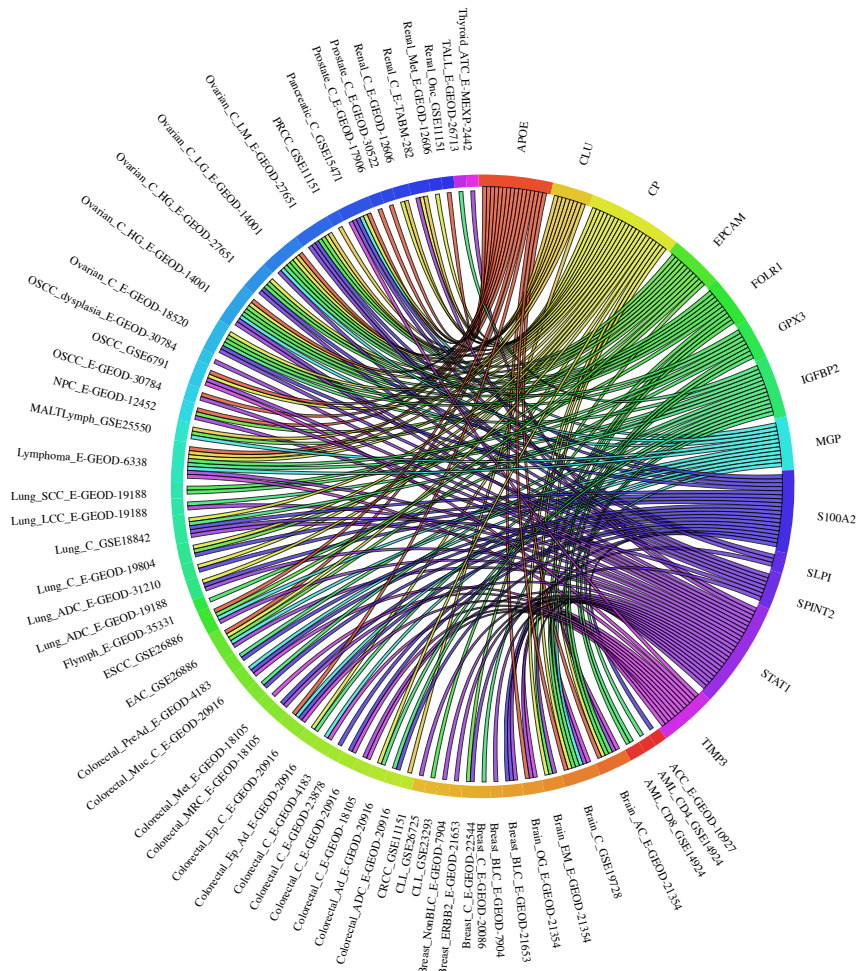 APOE
CLU
CP
EPCAM
FOLR1
GPX3
IGFBP2
MGP
S100A2
SLPI
SPINT2
STAT1
TIMP3
ACC_E-GEOD-10927
AML_CD4_GSE14924
AML_CD8_GSE14924
Brain_AC_E-GEOD-21354
Brain_C_GSE19728
Brain_EM_E-GEOD-21354
Brain_OG_E-GEOD-21354
Breast_BLC_E-GEOD-21653
Breast_BLC_E-GEOD-7904
Breast_C_E-GEOD-20086
Breast_C_E-GEOD-22544
Breast_ERBB2_E-GEOD-21653
Breast_NonBLC_E-GEOD-7904
CLL_GSE23293
CLL_GSE26725
CRCC_GSE11151
Colorectal_ADC_E-GEOD-20916
Colorectal_Ad_E-GEOD-20916
Colorectal_C_E-GEOD-18105
Colorectal_C_E-GEOD-20916
Colorectal_C_E-GEOD-23878
Colorectal_C_E-GEOD-4183
Colorectal_Ep_Ad_E-GEOD-20916
Colorectal_Ep_C_E-GEOD-20916
Colorectal_MRC_E-GEOD-18105
Colorectal_Met_E-GEOD-18105
Colorectal_Muc_C_E-GEOD-20916
Colorectal_PreAd_E-GEOD-4183
EAC_GSE26886
ESCC_GSE26886
Flymph_E-GEOD-35331
Lung_ADC_E-GEOD-19188
Lung_ADC_E-GEOD-31210
Lung_C_E-GEOD-19804
Lung_C_GSE18842
Lung_LCC_E-GEOD-19188
Lung_SCC_E-GEOD-19188
Lymphoma_E-GEOD-6338
MALTLymph_GSE25550
NPC_E-GEOD-12452
OSCC_E-GEOD-30784
OSCC_GSE6791
OSCC_dysplasia_E-GEOD-30784
Ovarian_C_E-GEOD-18520
Ovarian_C_HG_E-GEOD-14001
Ovarian_C_HG_E-GEOD-27651
Ovarian_C_LG_E-GEOD-14001
Ovarian_C_LM_E-GEOD-27651
PRCC_GSE11151
Pancreatic_C_GSE15471
Prostate_C_E-GEOD-17906
Prostate_C_E-GEOD-30522
Renal_C_E-GEOD-12606
Renal_C_E-TABM-282
Renal_Met_E-GEOD-12606
Renal_Onc_GSE11151
TALL_E-GEOD-26713
Thyroid_ATC_E-MEXP-2442